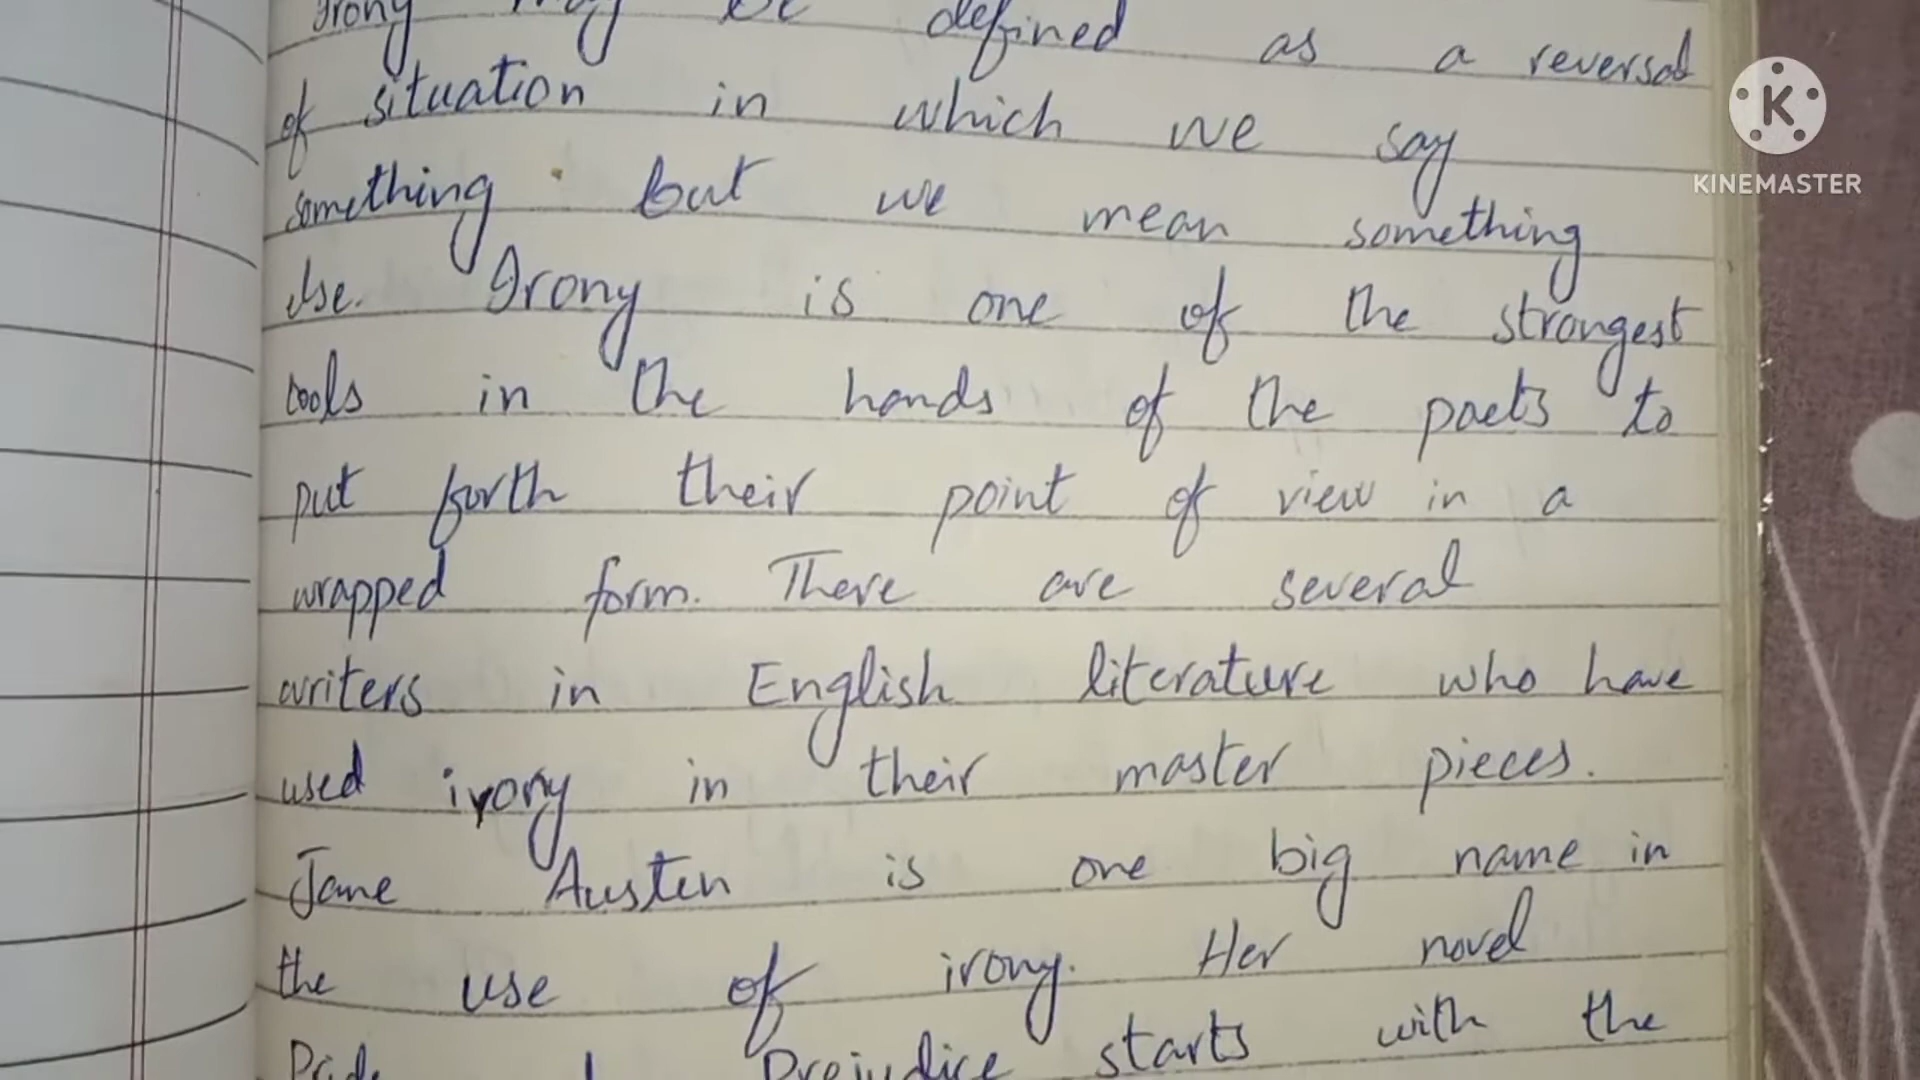 Irony may be defined as a reversal
of situation in which we say
something but we mean something
else. Irony is one of the strongest
tools in the hands of the poets to
put forth their point of view in a
wrapped form. There are several
writers in English literature who have
used irony in their master pieces.
Jane Austen is one big name in
the use of irony. Her novel
Pride Prejudice starts with the
K
KINEMASTER